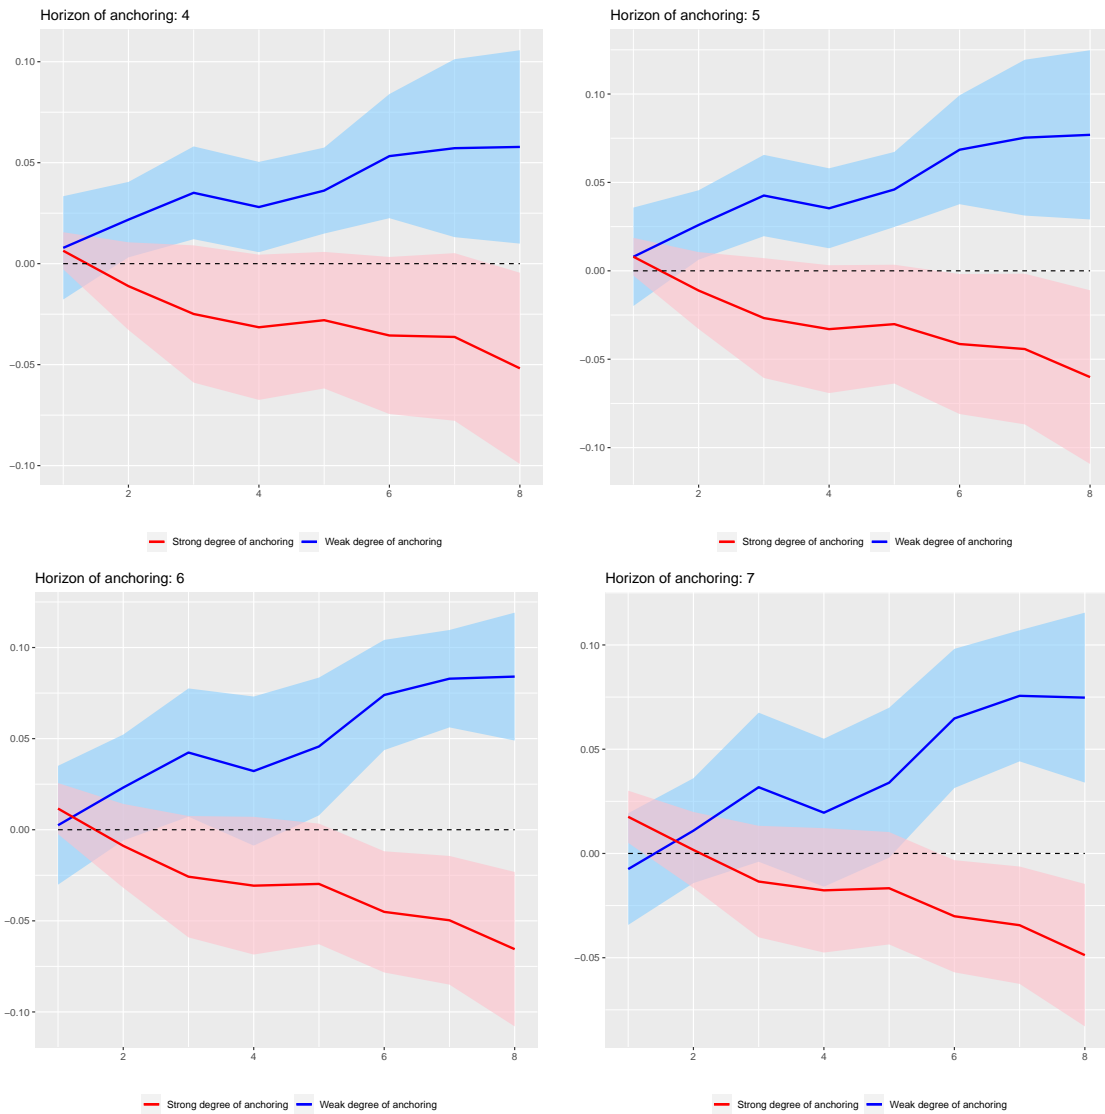 Horizon of anchoring: 4
0.10
0.05
0.00
−0.05
−0.10
2 4 6 8
Strong degree of anchoring Weak degree of anchoring
Horizon of anchoring: 5
0.10
0.05
0.00
−0.05
−0.10
2 4 6 8
Strong degree of anchoring Weak degree of anchoring
Horizon of anchoring: 6
0.10
0.05
0.00
−0.05
−0.10
2 4 6 8
Strong degree of anchoring Weak degree of anchoring
Horizon of anchoring: 7
0.10
0.05
0.00
−0.05
2 4 6 8
Strong degree of anchoring Weak degree of anchoring